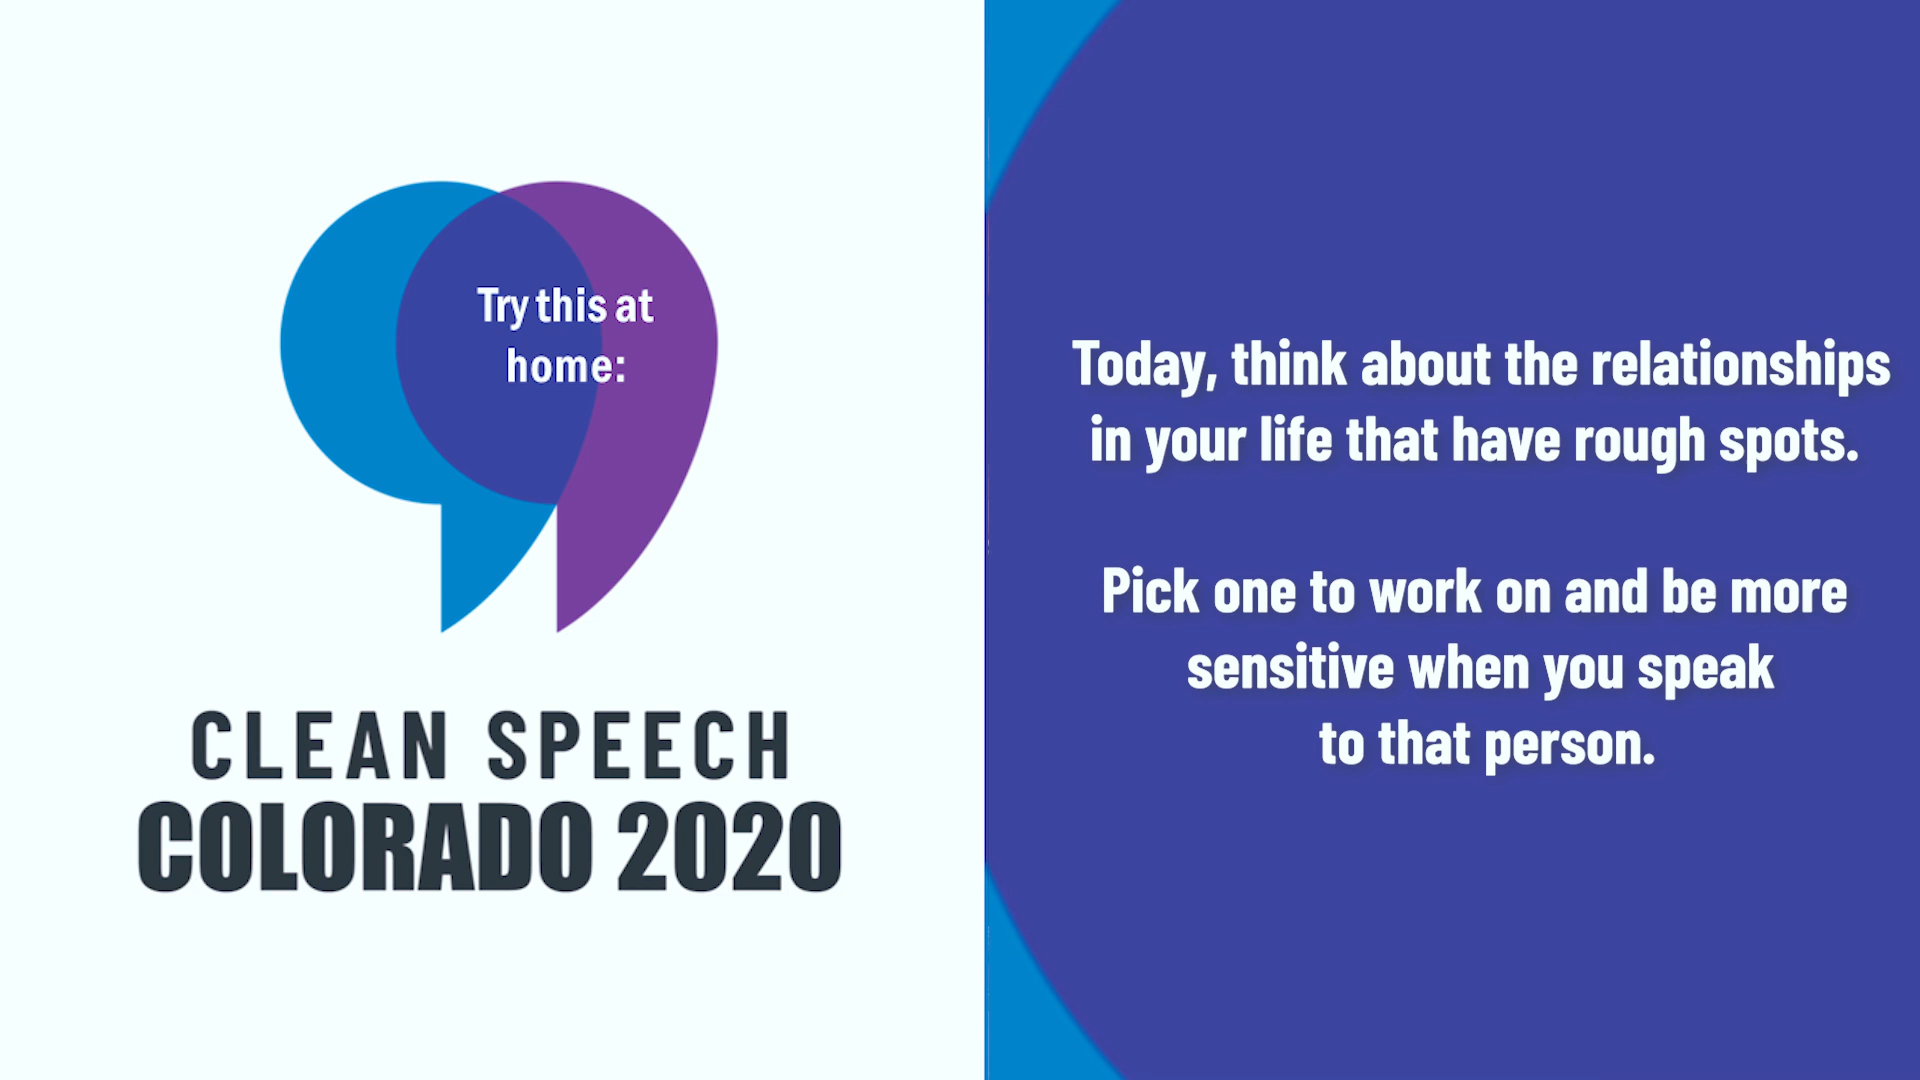 Try this at
home:
CLEAN SPEECH
COLORADO 2020
Today, think about the relationships
in your life that have rough spots.
Pick one to work on and be more
sensitive when you speak
to that person.